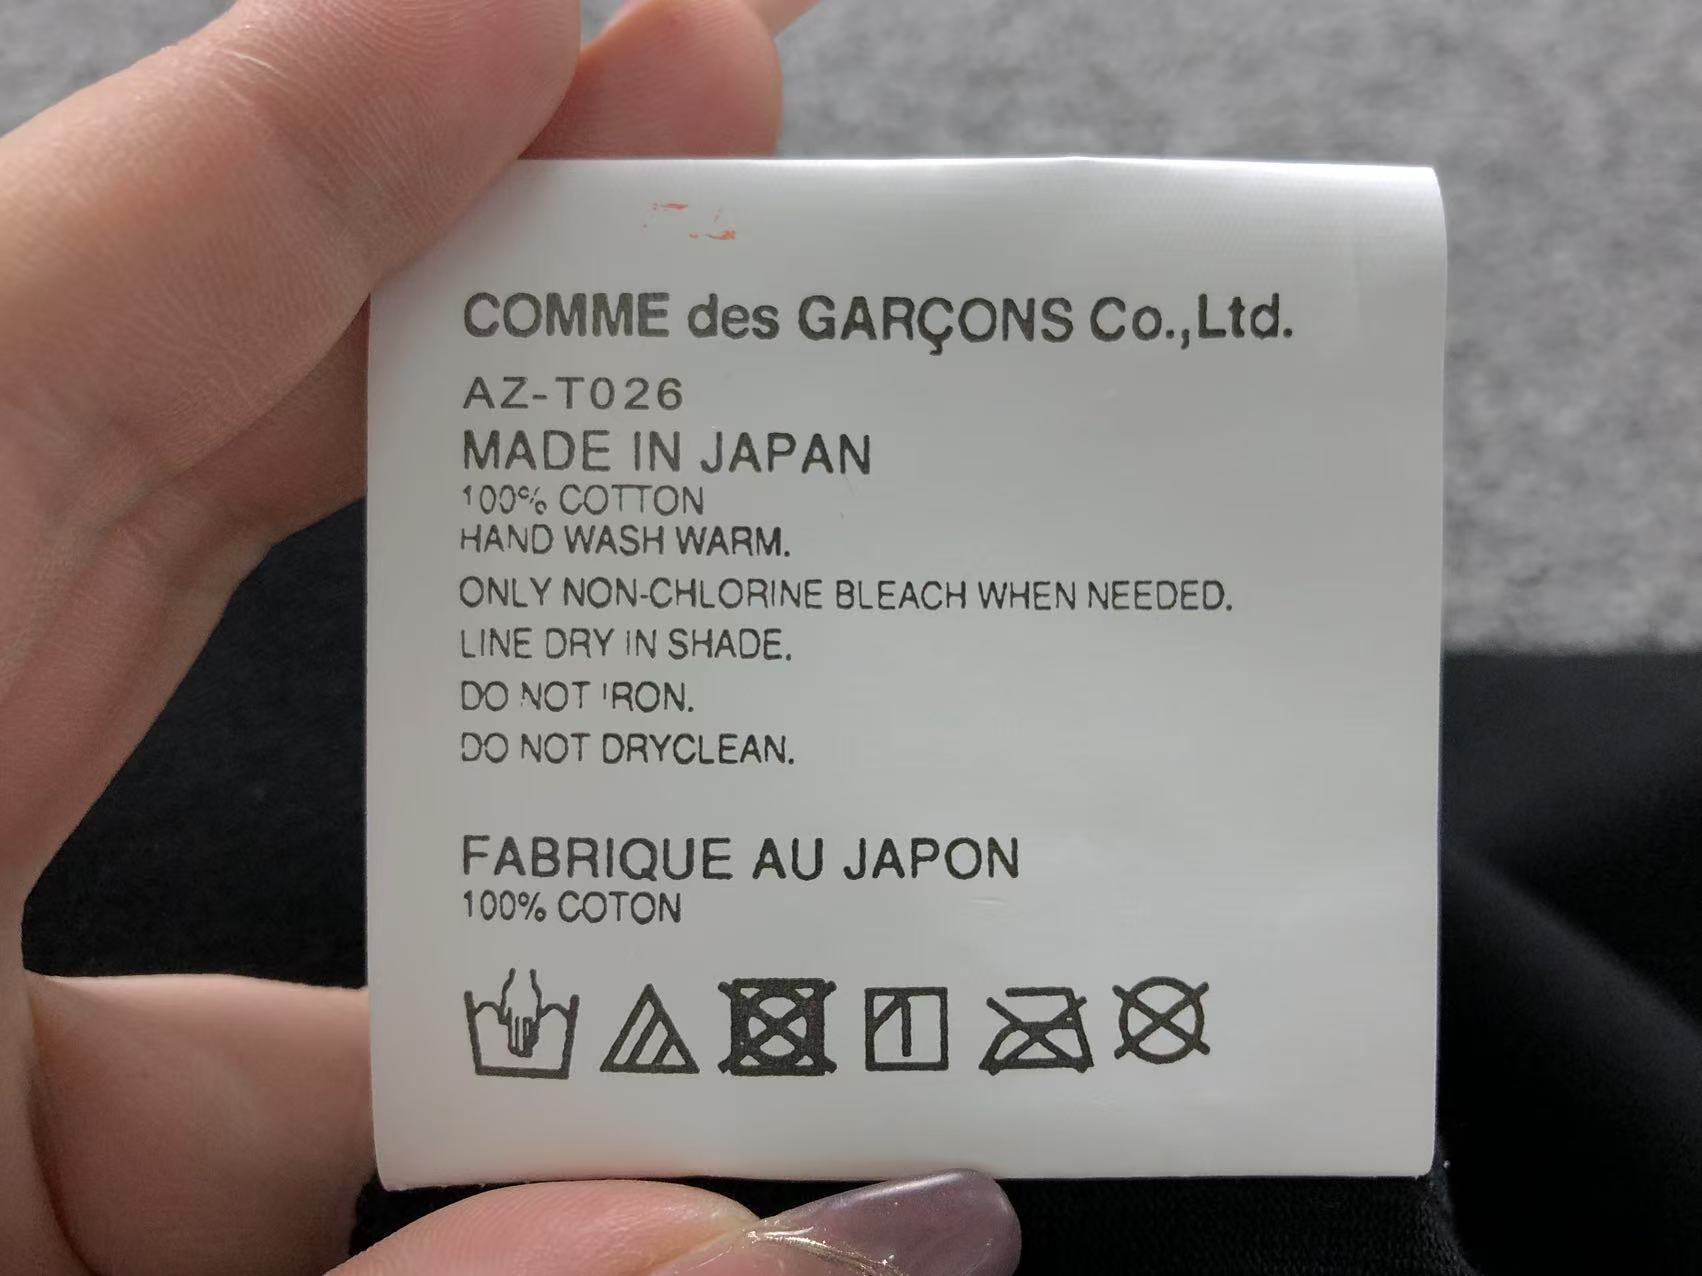 COMME des GARÇONS Co.,Ltd.
AZ-T026
MADE IN JAPAN
100% COTTON
HAND WASH WARM.
ONLY NON-CHLORINE BLEACH WHEN NEEDED.
LINE DRY IN SHADE.
DO NOT IRON.
DO NOT DRYCLEAN.
FABRIQUE AU JAPON
100% COTON